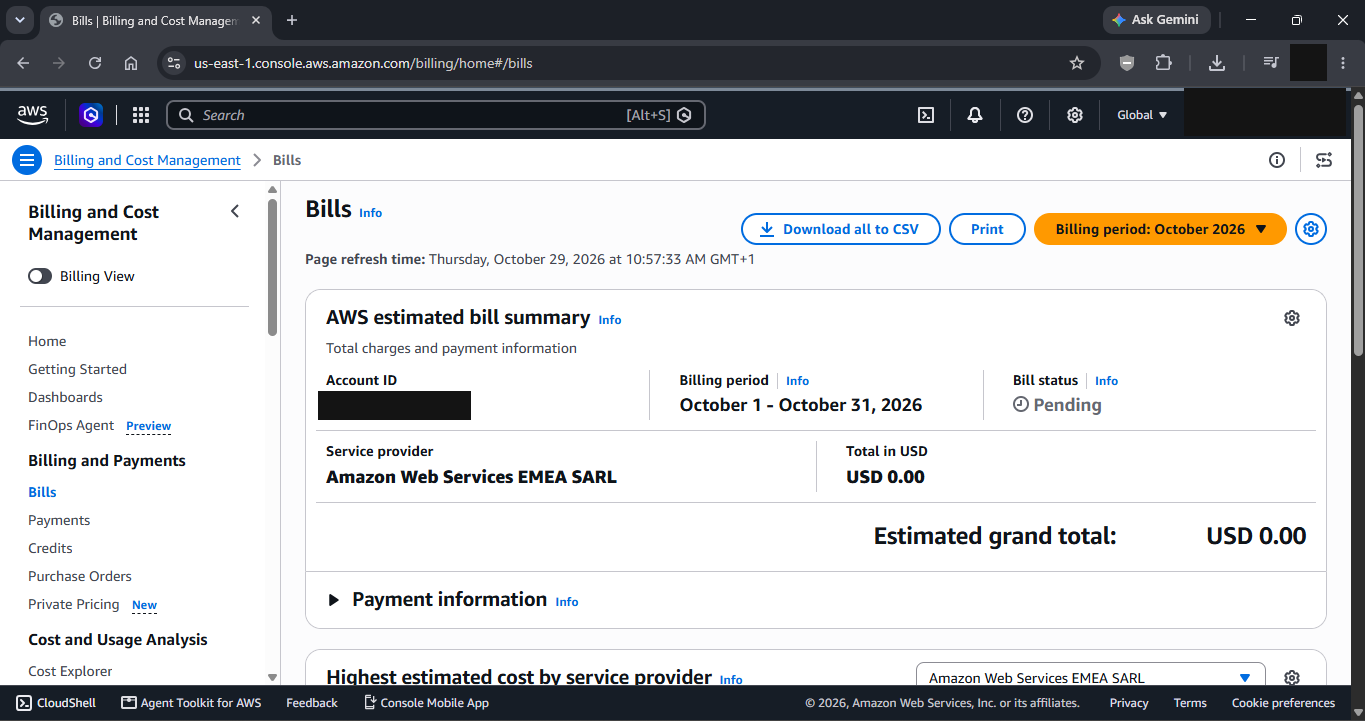 Bills | Billing and Cost Managem
Ask Gemini
us-east-1.console.aws.amazon.com/billing/home#/bills
aws
Search
[Alt+S]
Global
Billing and Cost Management
Bills
Billing and Cost
Management
Billing View
Home
Getting Started
Dashboards
FinOps Agent Preview
Billing and Payments
Bills
Payments
Credits
Purchase Orders
Private Pricing New
Cost and Usage Analysis
Cost Explorer
Bills Info
Download all to CSV
Print
Billing period: October 2026
Page refresh time: Thursday, October 29, 2026 at 10:57:33 AM GMT+1
AWS estimated bill summary Info
Total charges and payment information
Account ID
Billing period Info
October 1 - October 31, 2026
Bill status Info
Pending
Service provider
Amazon Web Services EMEA SARL
Total in USD
USD 0.00
Estimated grand total: USD 0.00
Payment information Info
Highest estimated cost by service provider Info
Amazon Web Services EMEA SARL
CloudShell
Agent Toolkit for AWS
Feedback
Console Mobile App
© 2026, Amazon Web Services, Inc. or its affiliates.
Privacy
Terms
Cookie preferences